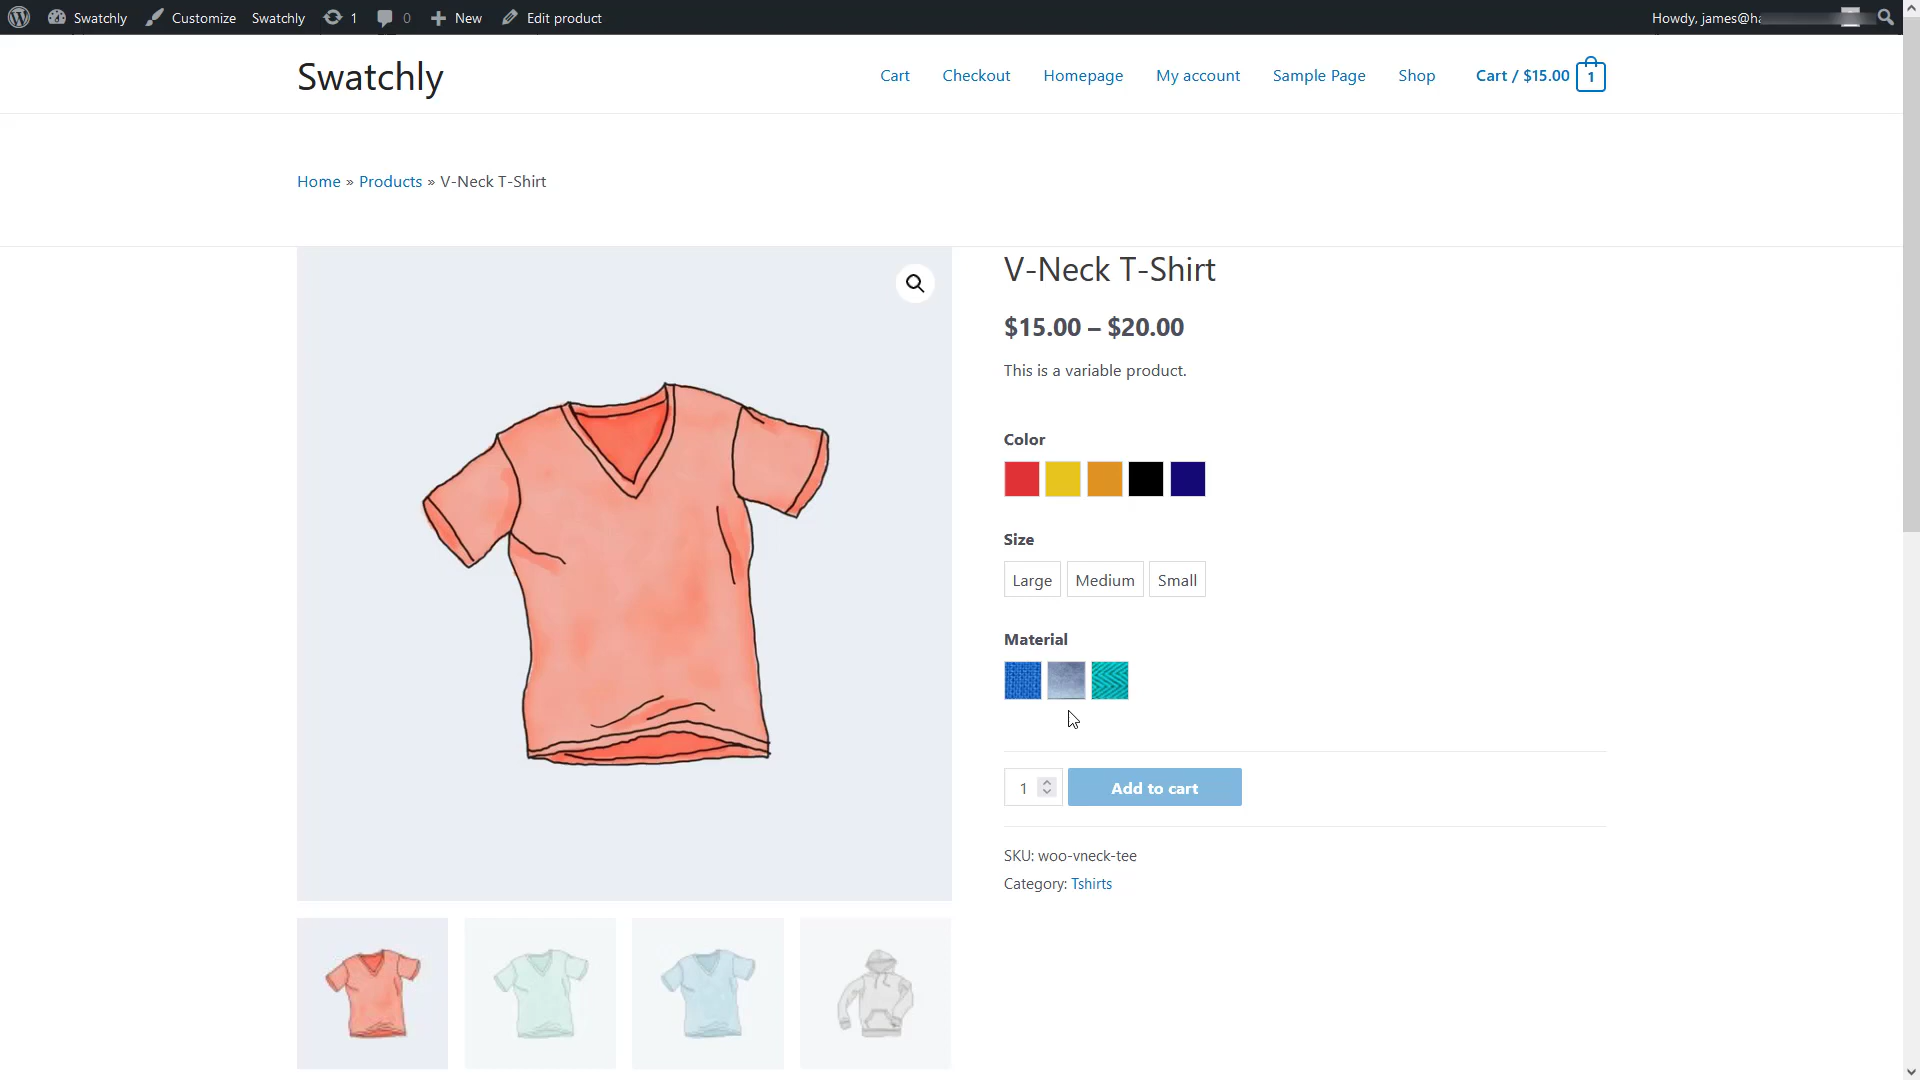 Swatchly Customize Swatchly 1 0 New Edit product Howdy, james@ha
Swatchly
Cart Checkout Homepage My account Sample Page Shop Cart / $15.00 1
Home » Products » V-Neck T-Shirt
V-Neck T-Shirt
$15.00 – $20.00
This is a variable product.
Color
Size
Large Medium Small
Material
1 Add to cart
SKU: woo-vneck-tee
Category: Tshirts